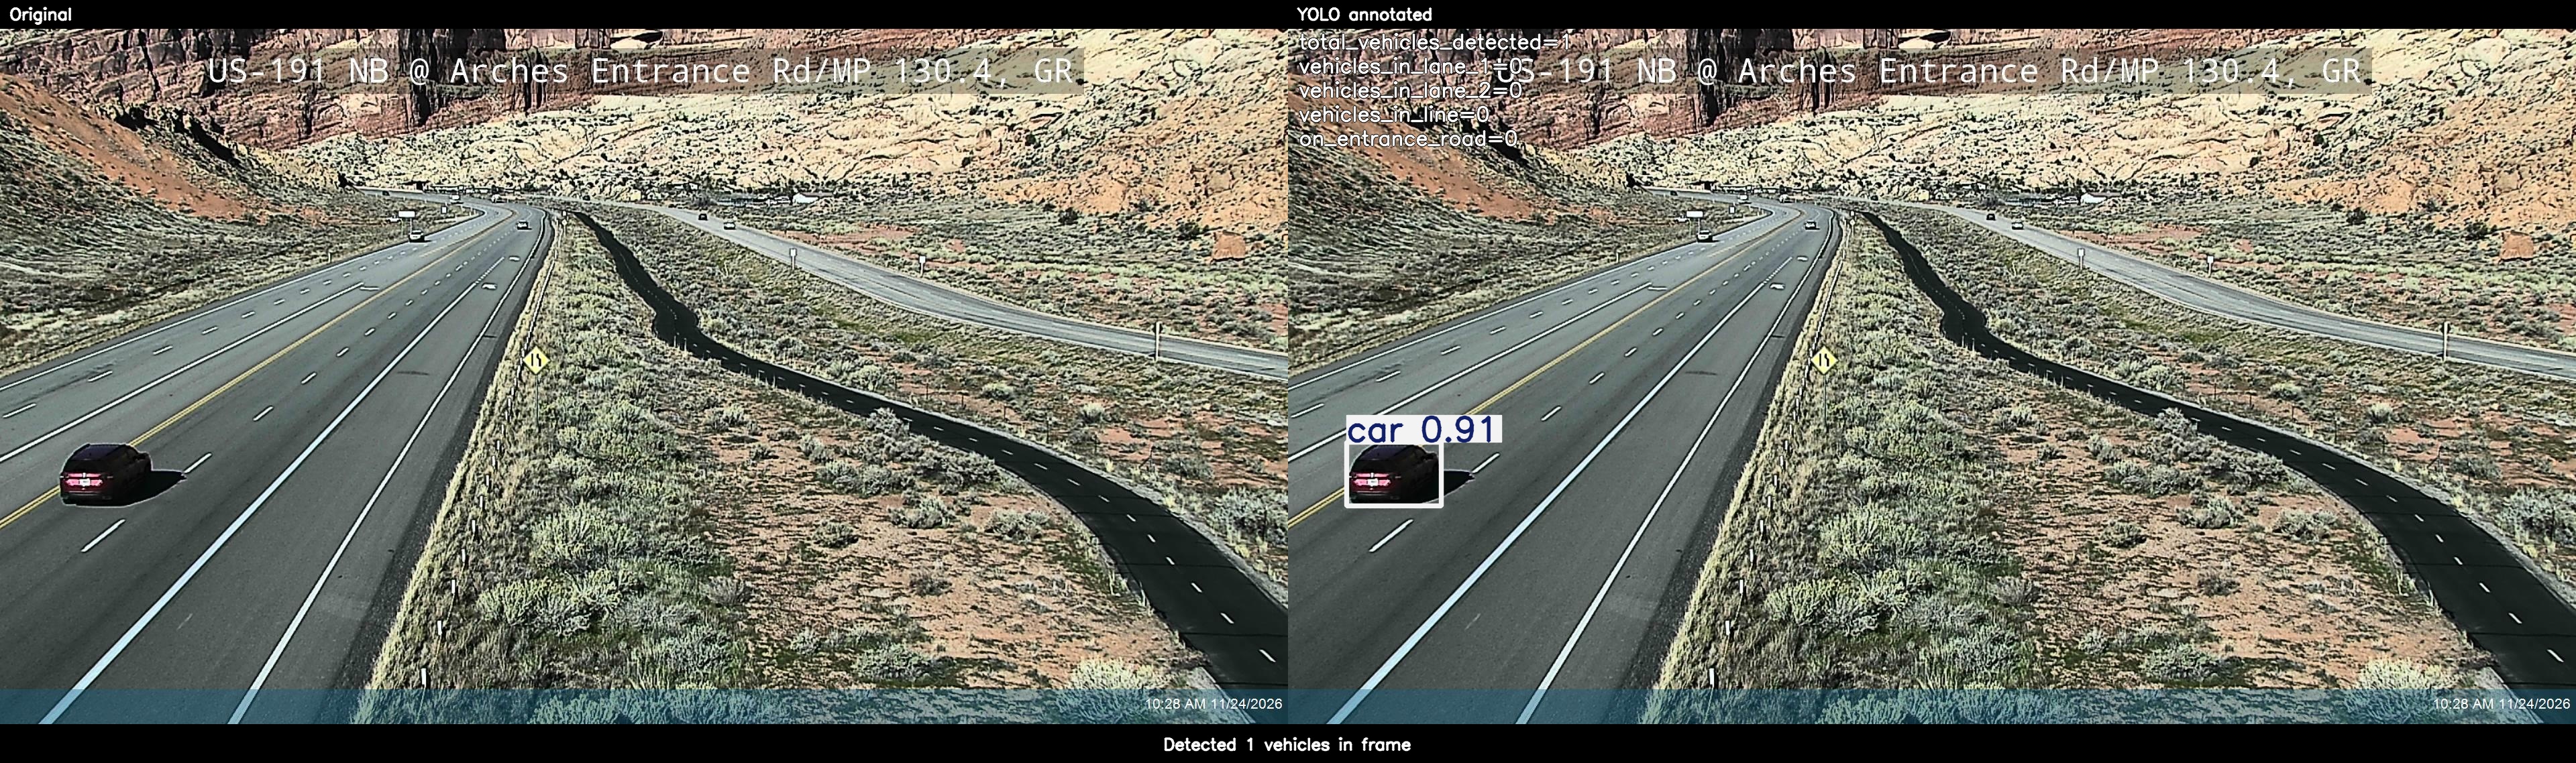 Original
US-191 NB @ Arches Entrance Rd/MP 130.4, GR
10:28 AM 11/24/2026
YOLO annotated
total_vehicles_detected=1
vehicles_in_lane_1=0
vehicles_in_lane_2=0
vehicles_in_line=0
on_entrance_road=0
US-191 NB @ Arches Entrance Rd/MP 130.4, GR
car 0.91
10:28 AM 11/24/2026
Detected 1 vehicles in frame